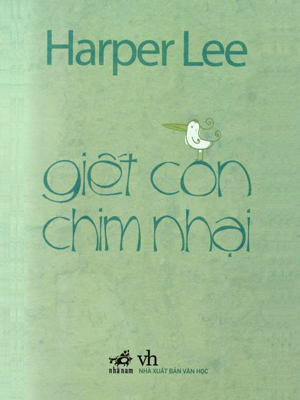 Harper Lee
giết con
chim nhại
nhã nam
vh
NHÀ XUẤT BẢN VĂN HỌC